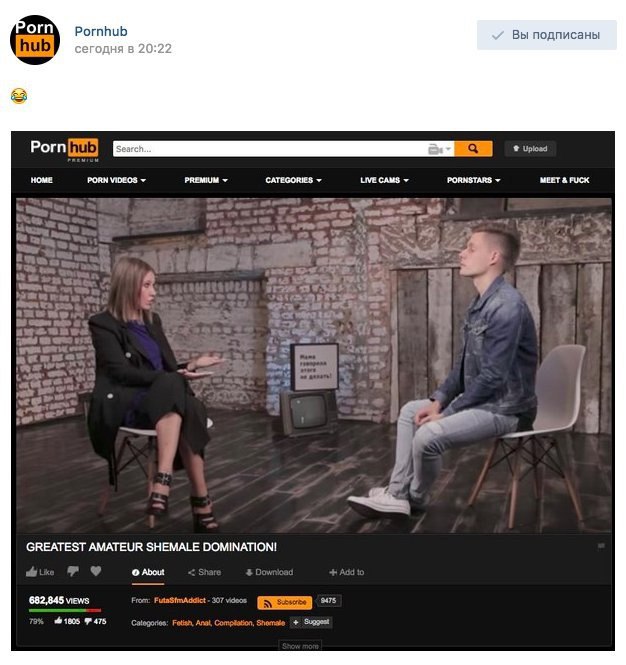 Porn
hub
Pornhub
сегодня в 20:22
Вы подписаны
Pornhub
PREMIUM
Search...
Upload
HOME
PORN VIDEOS
PREMIUM
CATEGORIES
LIVE CAMS
PORNSTARS
MEET & FUCK
Мама
говорила
этого
не делать!
GREATEST AMATEUR SHEMALE DOMINATION!
Like
About
Share
Download
Add to
682,845 VIEWS
From: FutaSfmAddict - 307 videos
Subscribe
9475
79%
1805
475
Categories: Fetish, Anal, Compilation, Shemale
+ Suggest
Show more